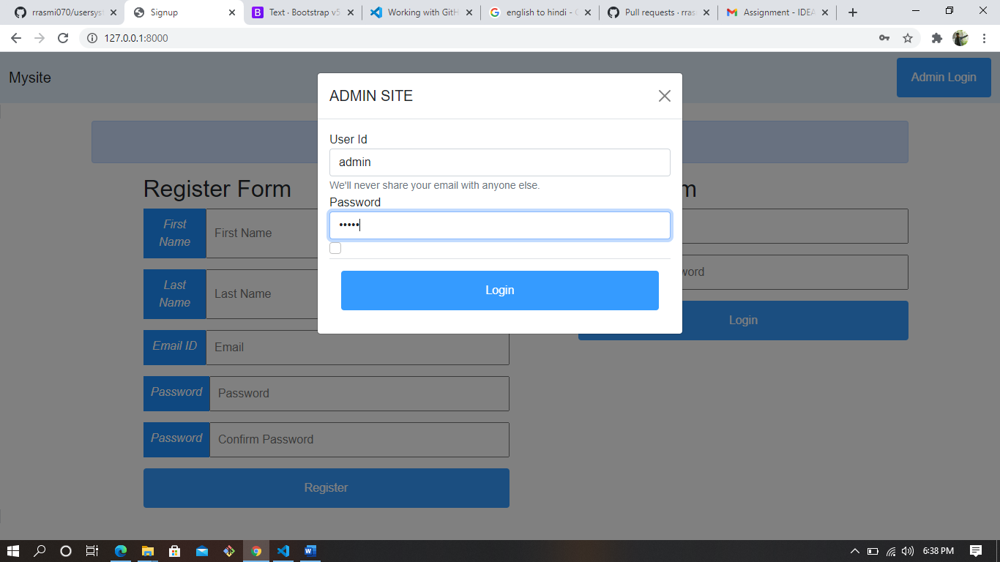 rrasmi070/usersyst
Signup
Text · Bootstrap v5
Working with GitH
english to hindi - G
Pull requests · rras
Assignment - IDEA
127.0.0.1:8000
Mysite
Admin Login
ADMIN SITE
User Id
admin
We'll never share your email with anyone else.
Password
•••••
Login
Register Form
m
First
Name
First Name
Last
Name
Last Name
word
Login
Email ID
Email
Password
Password
Password
Confirm Password
Register
6:38 PM